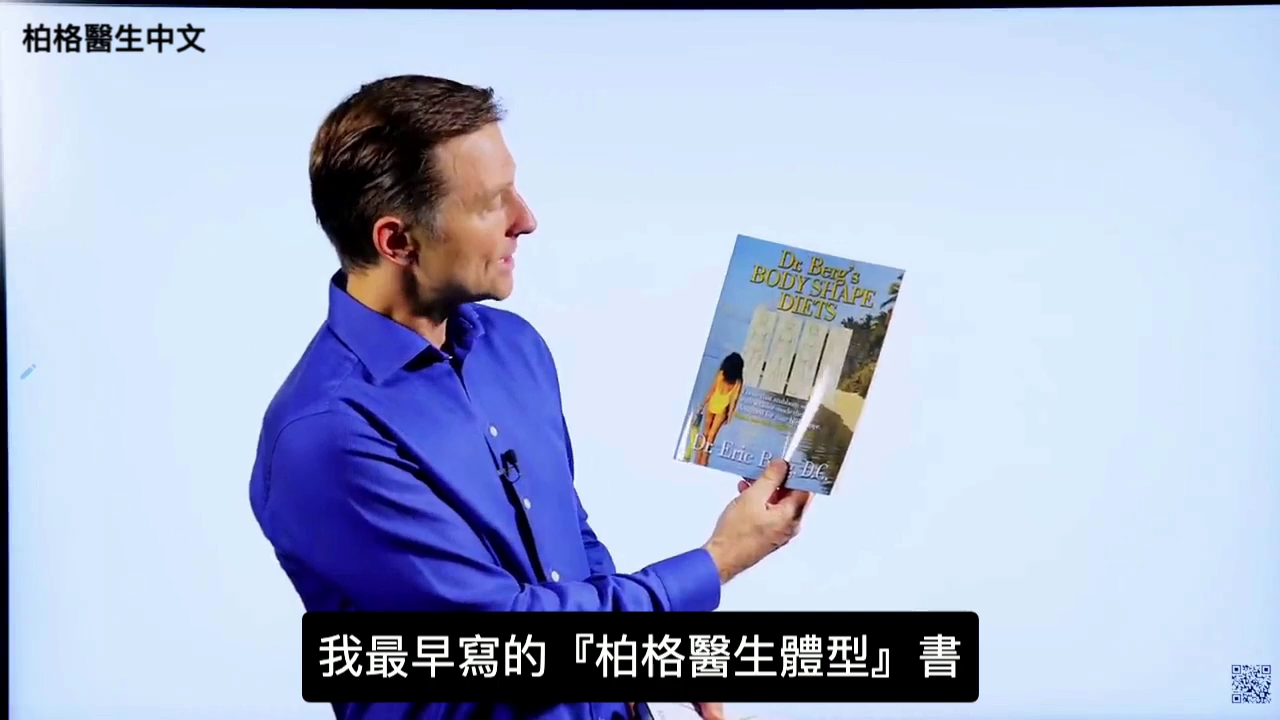 柏格醫生中文
Dr. Berg's
BODY SHAPE
DIETS
Dr. Eric Berg, D.C.
我最早寫的『柏格醫生體型』書